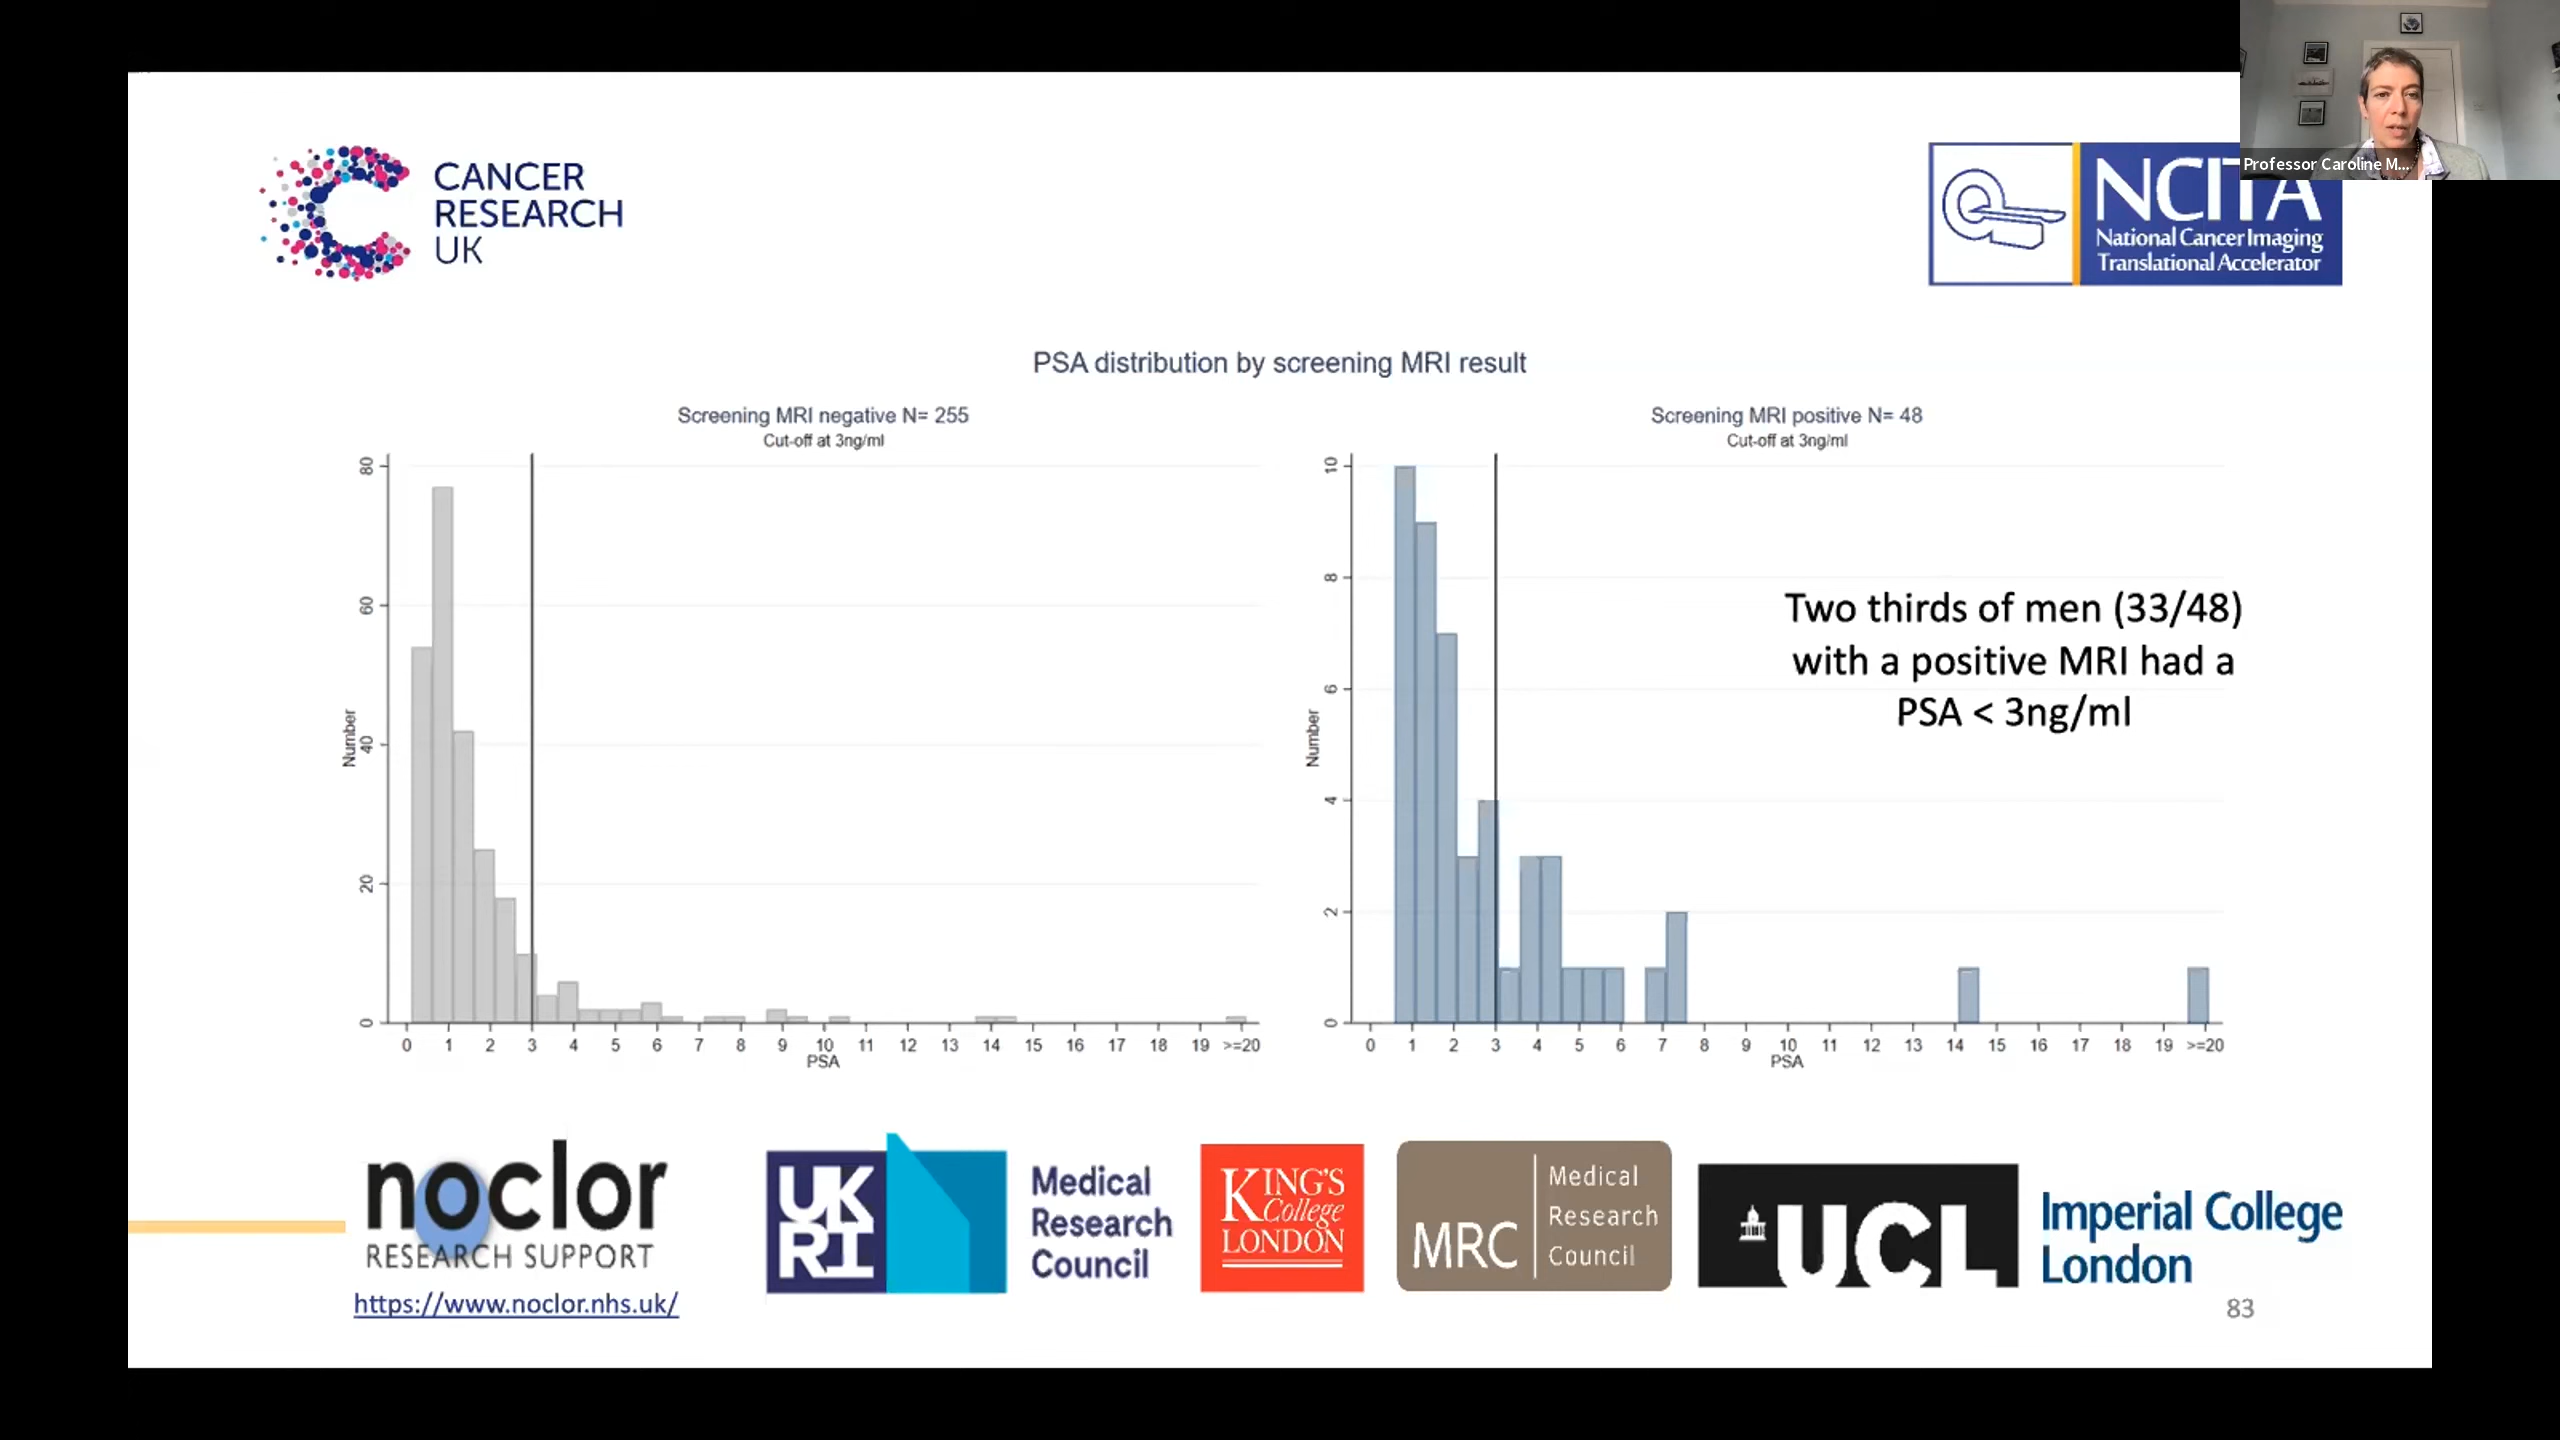 Professor Caroline M...
CANCER
RESEARCH
UK
NCITA
National Cancer Imaging
Translational Accelerator
PSA distribution by screening MRI result
Screening MRI negative N= 255
Cut-off at 3ng/ml
80
60
40
20
0
Number
0 1 2 3 4 5 6 7 8 9 10 11 12 13 14 15 16 17 18 19 >=20
PSA
Screening MRI positive N= 48
Cut-off at 3ng/ml
10
8
6
4
2
0
Number
0 1 2 3 4 5 6 7 8 9 10 11 12 13 14 15 16 17 18 19 >=20
PSA
Two thirds of men (33/48)
with a positive MRI had a
PSA < 3ng/ml
noclor
RESEARCH SUPPORT
https://www.noclor.nhs.uk/
UK
RI
Medical
Research
Council
KING'S
College
LONDON
MRC
Medical
Research
Council
UCL
Imperial College
London
83